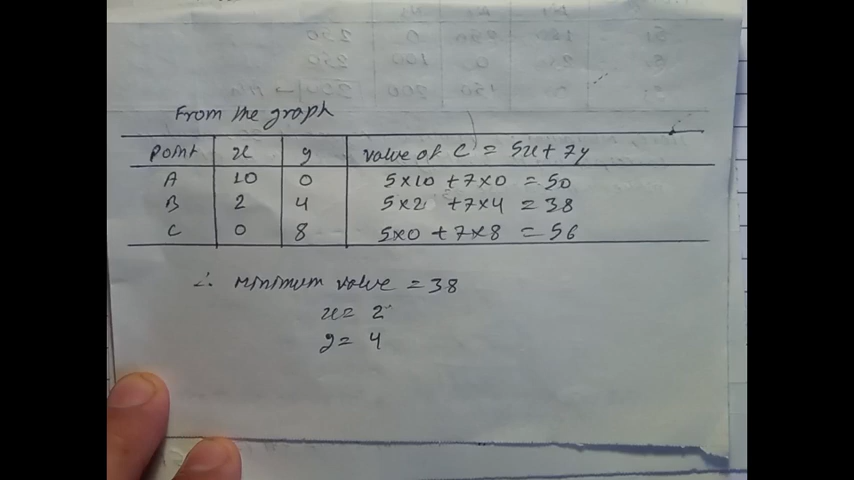 From the graph
Point x y value of C = 5x + 7y
A 10 0 5×10 + 7×0 = 50
B 2 4 5×2 + 7×4 = 38
C 0 8 5×0 + 7×8 = 56
∴ Minimum value = 38
x = 2
y = 4